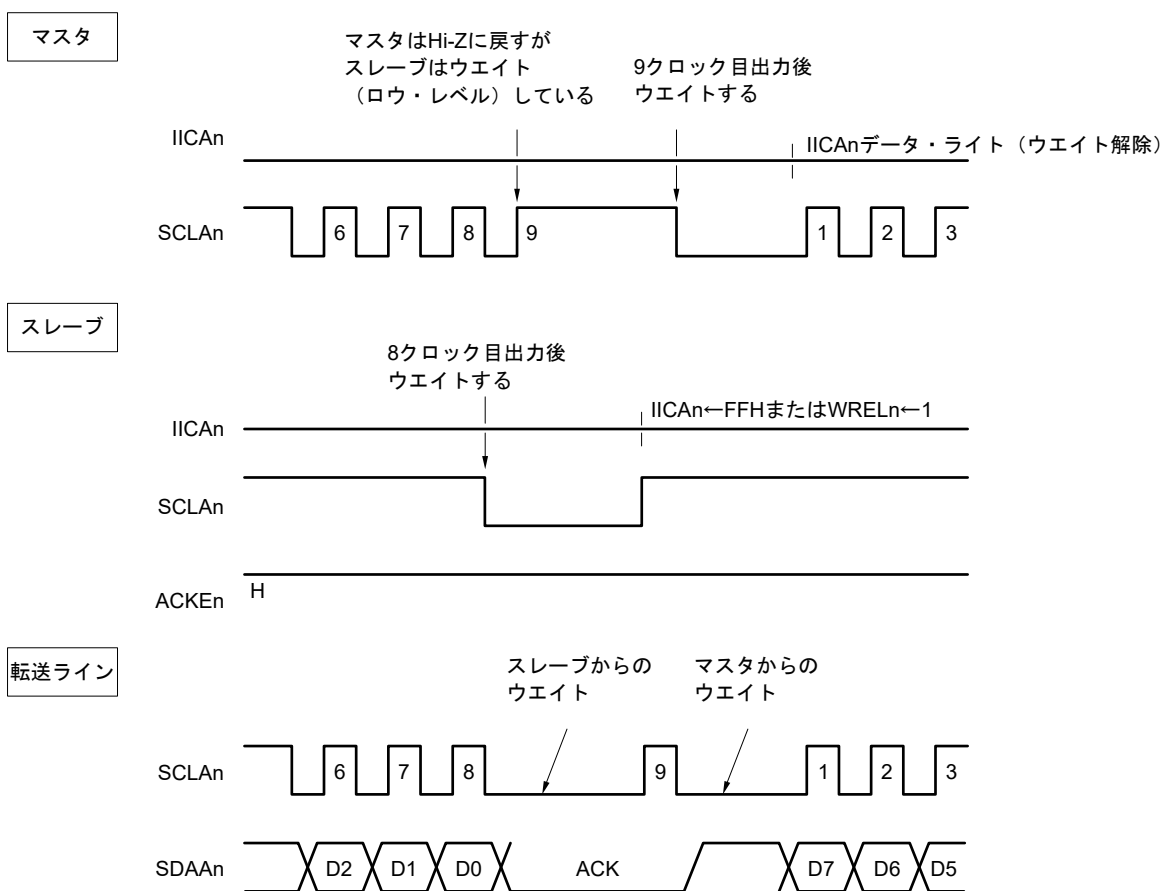 マスタ
マスタはHi-Zに戻すが
スレーブはウエイト
（ロウ・レベル）している
9クロック目出力後
ウエイトする
IICAn
IICAnデータ・ライト（ウエイト解除）
SCLAn
6 7 8 9 1 2 3
スレーブ
8クロック目出力後
ウエイトする
IICAn←FFHまたはWRELn←1
IICAn
SCLAn
H
ACKEn
転送ライン
スレーブからの
ウエイト
マスタからの
ウエイト
SCLAn
6 7 8 9 1 2 3
SDAAn
D2 D1 D0 ACK D7 D6 D5